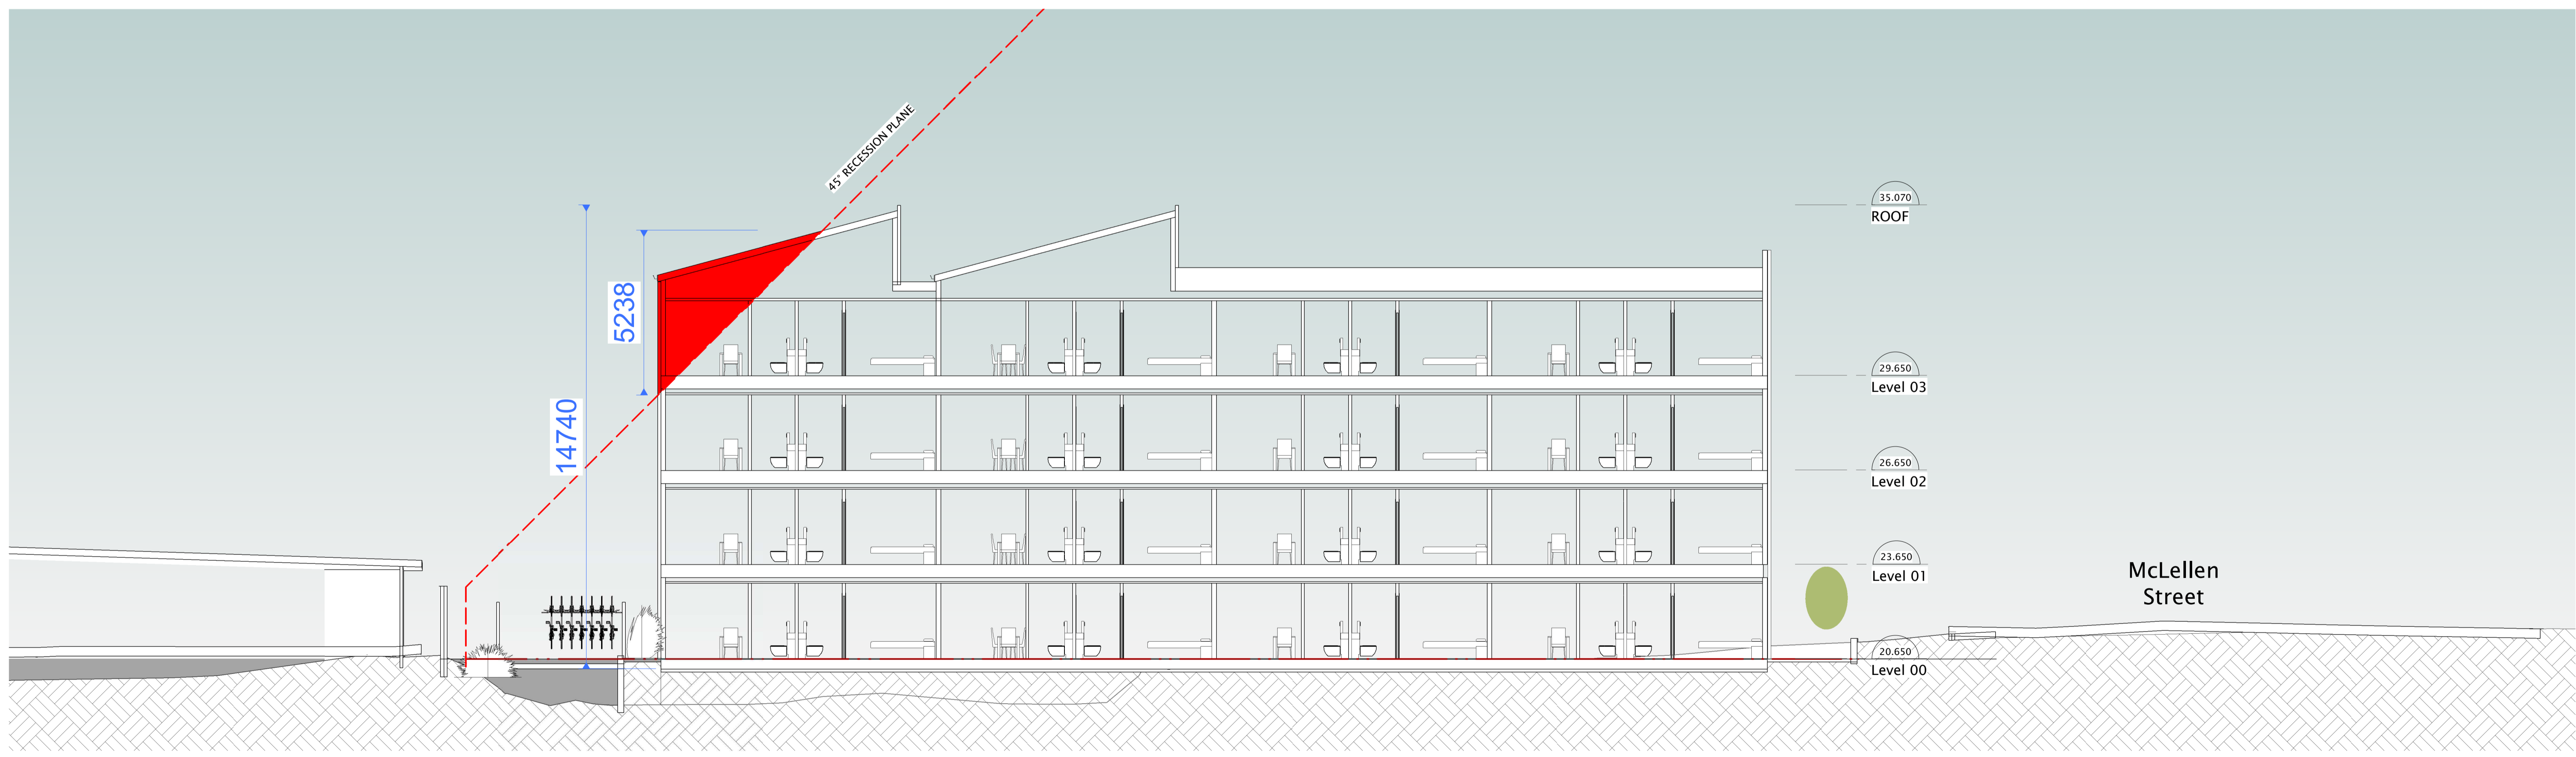 45° RECESSION PLANE
35.070
ROOF
5238
14740
29.650
Level 03
26.650
Level 02
23.650
Level 01
McLellen
Street
20.650
Level 00